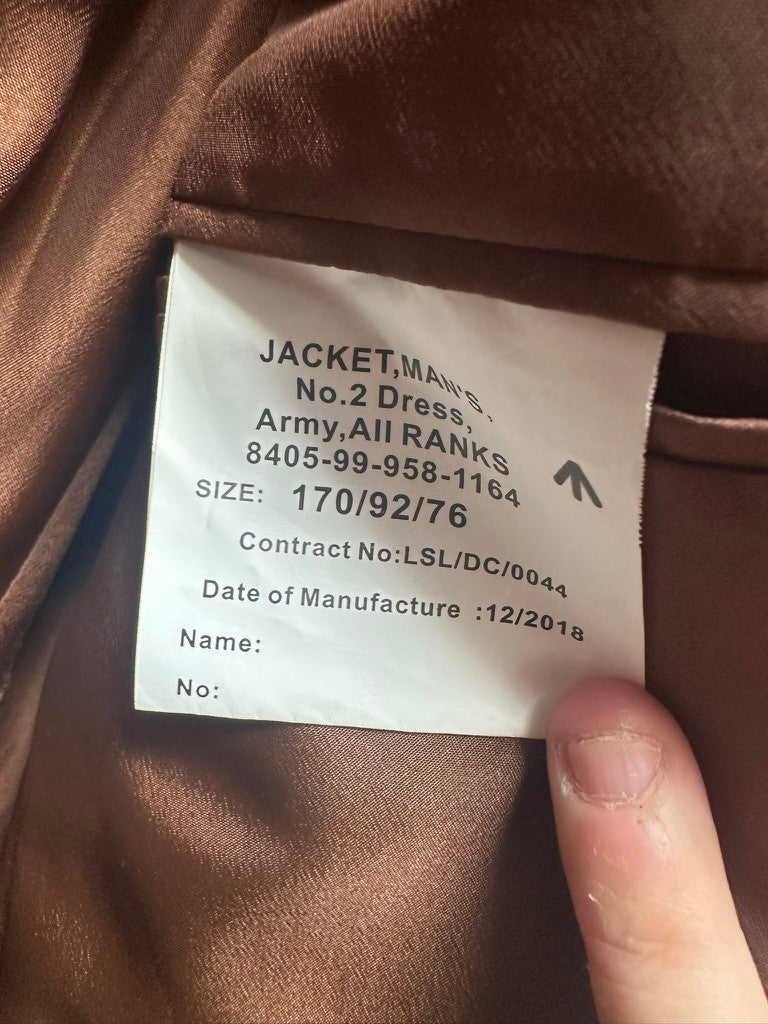 JACKET,MAN'S,
No.2 Dress,
Army,All RANKS
8405-99-958-1164
SIZE: 170/92/76
Contract No:LSL/DC/0044
Date of Manufacture :12/2018
Name:
No: